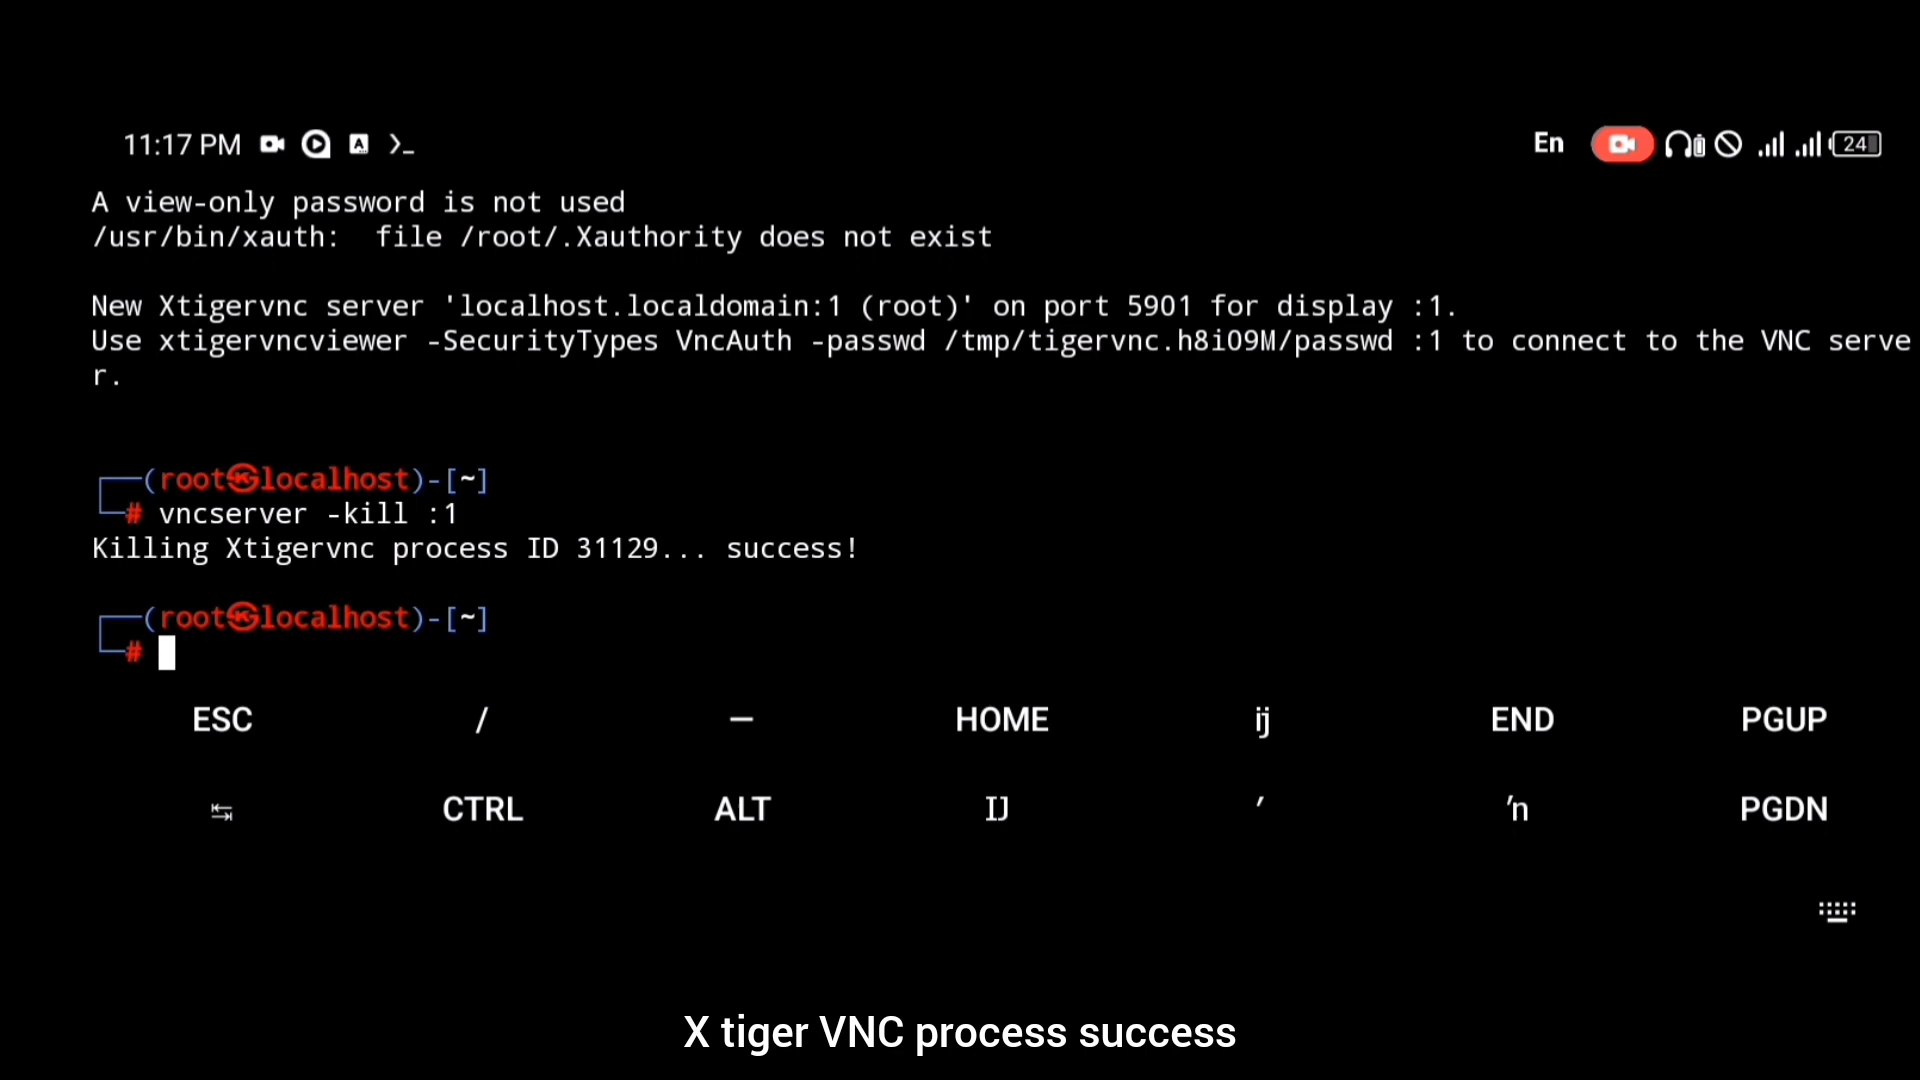 11:17 PM
En
24
A view-only password is not used
/usr/bin/xauth:  file /root/.Xauthority does not exist
New Xtigervnc server 'localhost.localdomain:1 (root)' on port 5901 for display :1.
Use xtigervncviewer -SecurityTypes VncAuth -passwd /tmp/tigervnc.h8iO9M/passwd :1 to connect to the VNC serve
r.
┌──(root㉿localhost)-[~]
└─# vncserver -kill :1
Killing Xtigervnc process ID 31129... success!
┌──(root㉿localhost)-[~]
└─#
ESC / — HOME ĳ END PGUP
↹ CTRL ALT Ĳ ′ ŉ PGDN
X tiger VNC process success